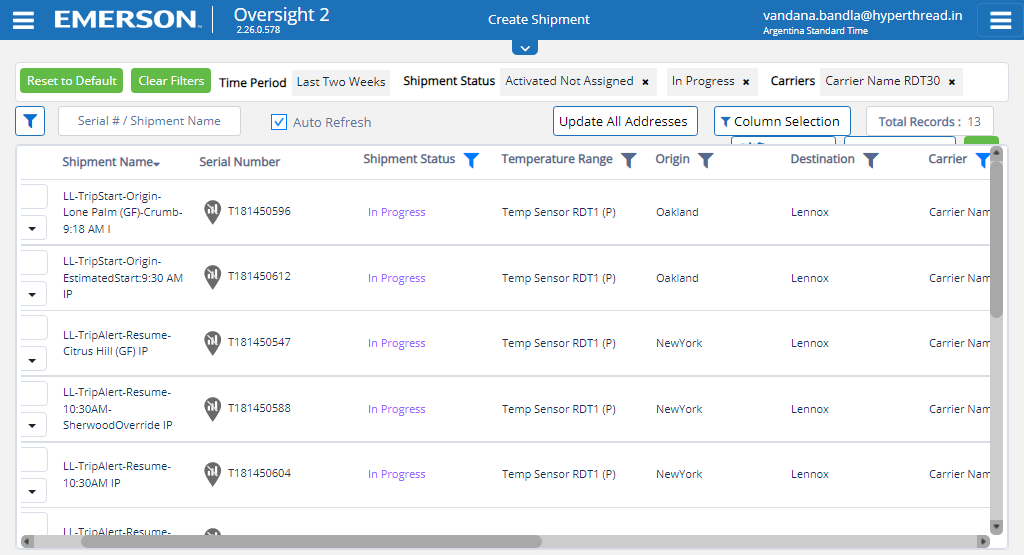 EMERSON
Oversight 2
2.26.0.578
Create Shipment
vandana.bandla@hyperthread.in
Argentina Standard Time
Reset to Default Clear Filters Time Period Last Two Weeks Shipment Status Activated Not Assigned × In Progress × Carriers Carrier Name RDT30 ×
Serial # / Shipment Name Auto Refresh Update All Addresses Column Selection Total Records : 13
Shipment Name Serial Number Shipment Status Temperature Range Origin Destination Carrier
LL-TripStart-Origin-
Lone Palm (GF)-Crumb-
9:18 AM I
T181450596 In Progress Temp Sensor RDT1 (P) Oakland Lennox Carrier Nam
LL-TripStart-Origin-
EstimatedStart:9:30 AM
IP
T181450612 In Progress Temp Sensor RDT1 (P) Oakland Lennox Carrier Nam
LL-TripAlert-Resume-
Citrus Hill (GF) IP
T181450547 In Progress Temp Sensor RDT1 (P) NewYork Lennox Carrier Nam
LL-TripAlert-Resume-
10:30AM-
SherwoodOverride IP
T181450588 In Progress Temp Sensor RDT1 (P) NewYork Lennox Carrier Nam
LL-TripAlert-Resume-
10:30AM IP
T181450604 In Progress Temp Sensor RDT1 (P) NewYork Lennox Carrier Nam
LL-TripAlert-Resume-